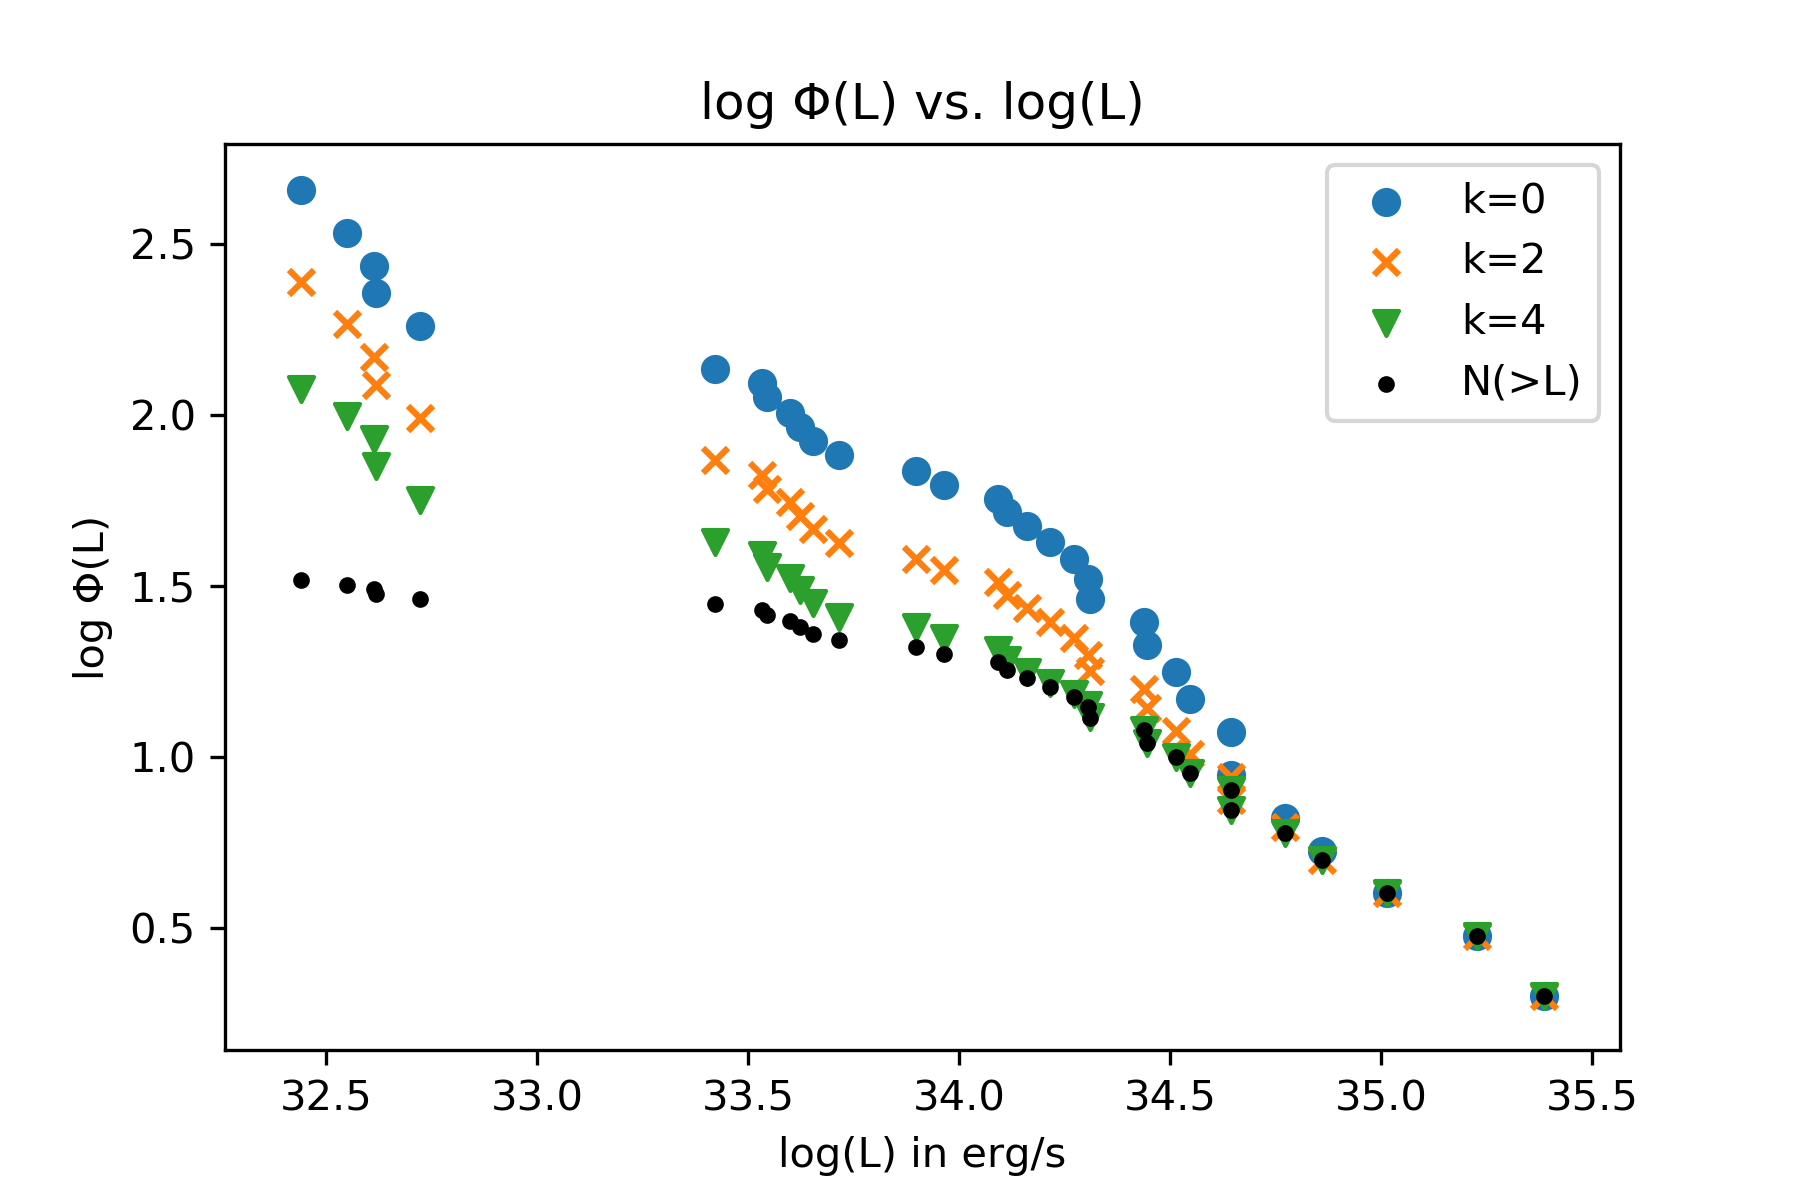 log Φ(L) vs. log(L)
k=0
k=2
k=4
N(>L)
2.5
2.0
1.5
1.0
0.5
log Φ(L)
32.5 33.0 33.5 34.0 34.5 35.0 35.5
log(L) in erg/s